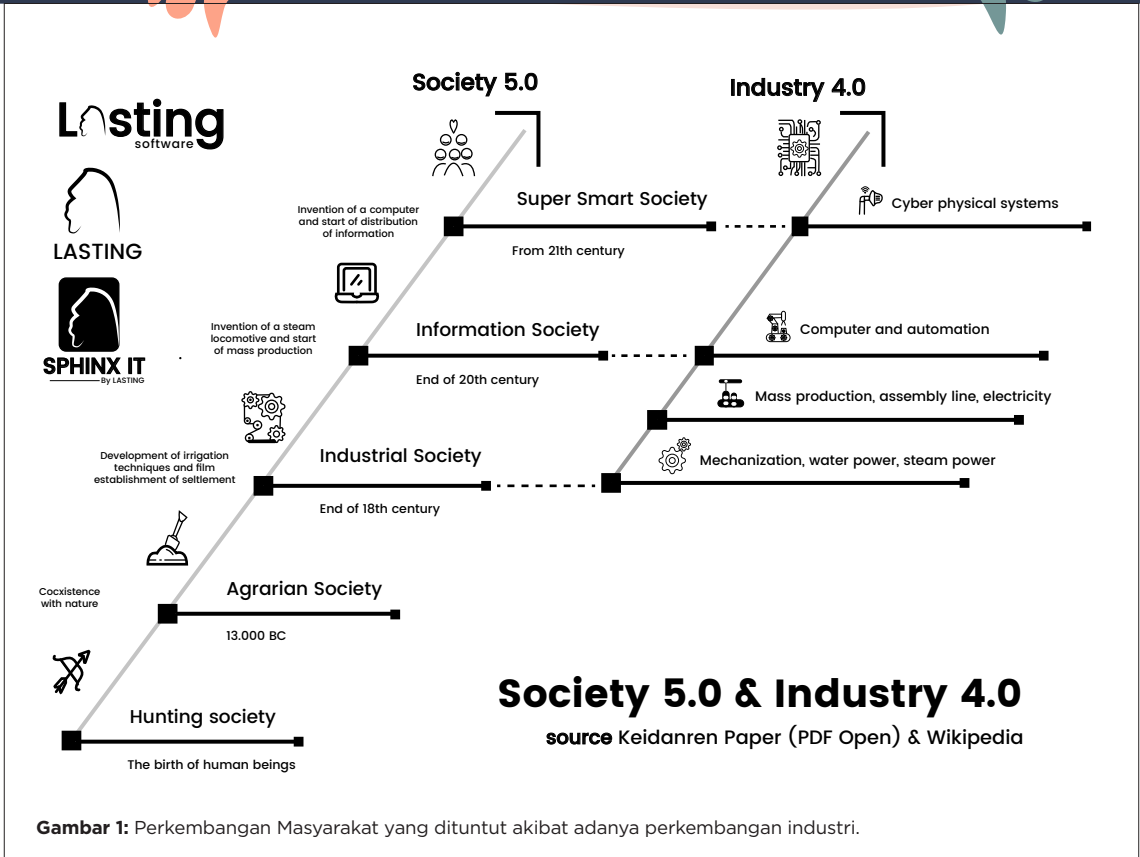 Society 5.0
Industry 4.0
Lasting
software
LASTING
SPHINX IT
By LASTING
Invention of a computer
and start of distribution
of information
Super Smart Society
From 21th century
Cyber physical systems
Invention of a steam
locomotive and start
of mass production
Information Society
End of 20th century
Computer and automation
Mass production, assembly line, electricity
Development of irrigation
techniques and film
establishment of seltlement
Industrial Society
End of 18th century
Mechanization, water power, steam power
Cocxistence
with nature
Agrarian Society
13.000 BC
Hunting society
The birth of human beings
Society 5.0 & Industry 4.0
source Keidanren Paper (PDF Open) & Wikipedia
Gambar 1: Perkembangan Masyarakat yang dituntut akibat adanya perkembangan industri.